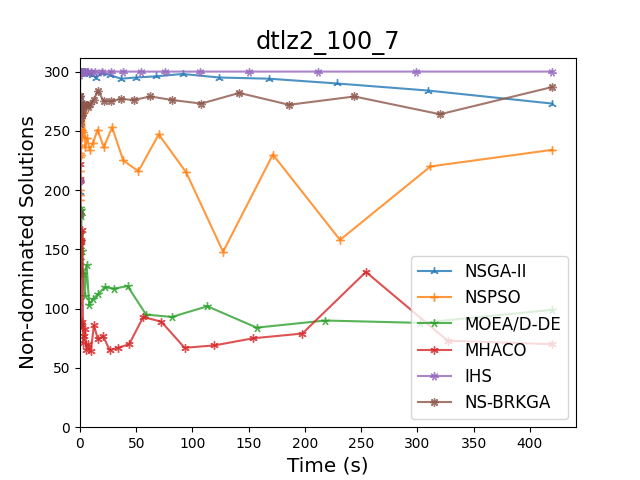 dtlz2_100_7
Non-dominated Solutions
300
250
200
150
100
50
0
0 50 100 150 200 250 300 350 400
Time (s)
NSGA-II
NSPSO
MOEA/D-DE
MHACO
IHS
NS-BRKGA